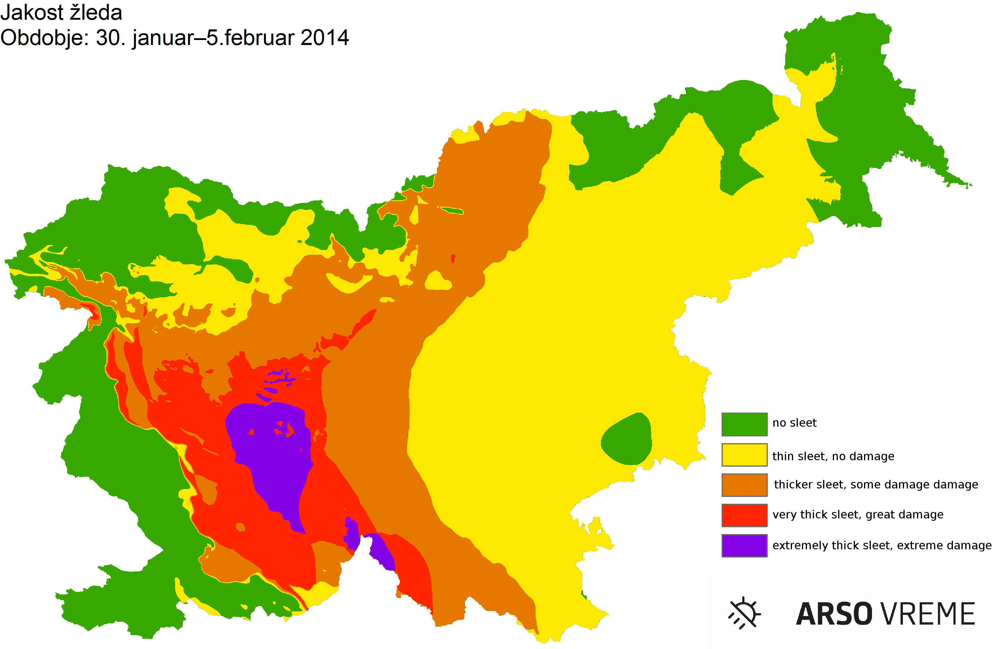 Jakost žleda
Obdobje: 30. januar–5.februar 2014
no sleet
thin sleet, no damage
thicker sleet, some damage damage
very thick sleet, great damage
extremely thick sleet, extreme damage
ARSO VREME